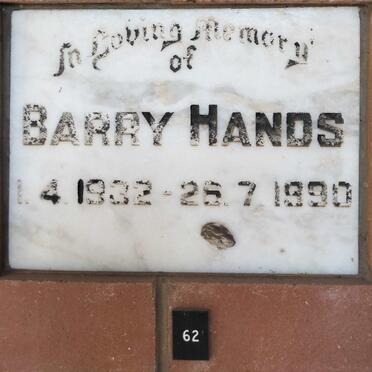 In Loving Memory
of
BARRY HANDS
1.4.1932 - 26.7.1990
62